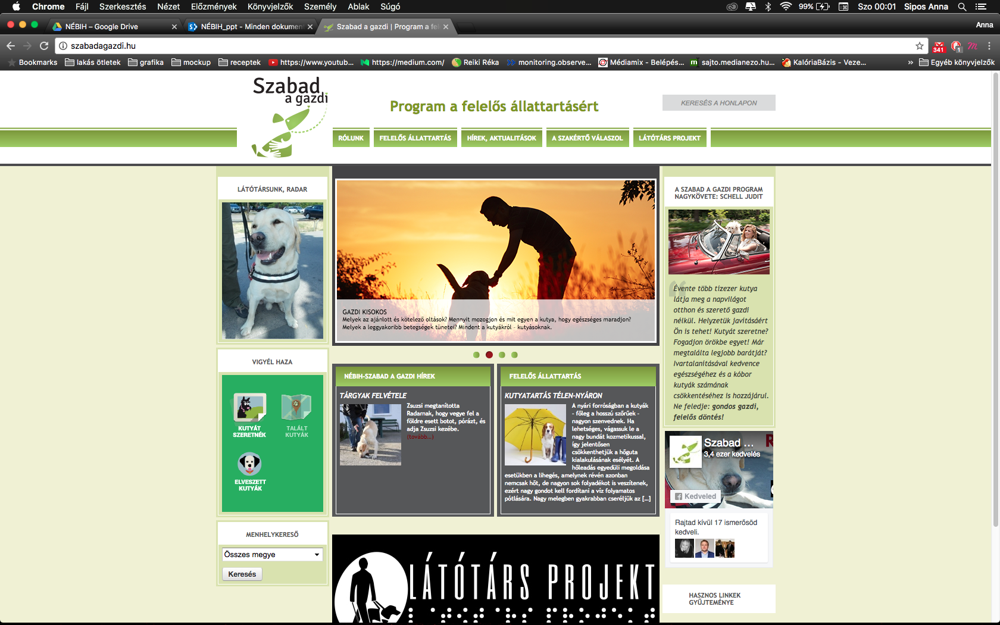 Chrome Fájl Szerkesztés Nézet Előzmények Könyvjelzők Személy Ablak Súgó 99% Szo 00:01 Sipos Anna
NÉBIH – Google Drive
NÉBIH_ppt - Minden dokument
Szabad a gazdi | Program a fel
Anna
szabadagazdi.hu
341
1
Bookmarks lakás ötletek grafika mockup receptek https://www.youtub... https://medium.com/ Reiki Réka monitoring.observe... Médiamix - Belépés... sajto.medianezo.hu... KalóriaBázis - Veze... » Egyéb könyvjelzők
Szabad
a gazdi
Program a felelős állattartásért
KERESÉS A HONLAPON
RÓLUNK
FELELŐS ÁLLATTARTÁS
HÍREK, AKTUALITÁSOK
A SZAKÉRTŐ VÁLASZOL
LÁTÓTÁRS PROJEKT
LÁTÓTÁRSUNK, RADAR
VIGYÉL HAZA
KUTYÁT
SZERETNÉK
TALÁLT
KUTYÁK
ELVESZETT
KUTYÁK
MENHELYKERESŐ
Összes megye
Keresés
GAZDI KISOKOS
Melyek az ajánlott és kötelező oltások? Mennyit mozogjon és mit egyen a kutya, hogy egészséges maradjon?
Melyek a leggyakoribb betegségek tünetei? Mindent a kutyákról - kutyásoknak.
NÉBIH-SZABAD A GAZDI HÍREK
TÁRGYAK FELVÉTELE
Zsuzsi megtanította
Radarnak, hogy vegye fel a
földre esett botot, pórázt, és
adja Zsuzsi kezébe.
(tovább...)
FELELŐS ÁLLATTARTÁS
KUTYATARTÁS TÉLEN-NYÁRON
A nyári forróságban a kutyák
- főleg a hosszú szőrűek -
nagyon szenvednek. Ha
lehetséges, vágassuk le a
nagy bundát kozmetikussal,
így jelentősen
csökkenthetjük a hőguta
kialakulásának esélyét. A
hőleadás egyedüli megoldása
esetükben a lihegés, amelynek révén azonban
nemcsak hőt, de nagyon sok folyadékot is veszítenek,
ezért nagy gondot kell fordítani a víz folyamatos
pótlására. Nagy melegben gyakrabban cseréljük az [...]
LÁTÓTÁRS PROJEKT
A SZABAD A GAZDI PROGRAM
NAGYKÖVETE: SCHELL JUDIT
Évente több tízezer kutya
látja meg a napvilágot
otthon és szerető gazdi
nélkül. Helyzetük javításáért
Ön is tehet! Kutyát szeretne?
Fogadjon örökbe egyet! Már
megtalálta legjobb barátját?
Ivartalanításával kedvence
egészségéhez és a kóbor
kutyák számának
csökkentéséhez is hozzájárul.
Ne feledje: gondos gazdi,
felelős döntés!
Szabad ...
3,4 ezer kedvelés
Kedveled
Rajtad kívül 17 ismerősöd
kedveli.
HASZNOS LINKEK
GYŰJTEMÉNYE